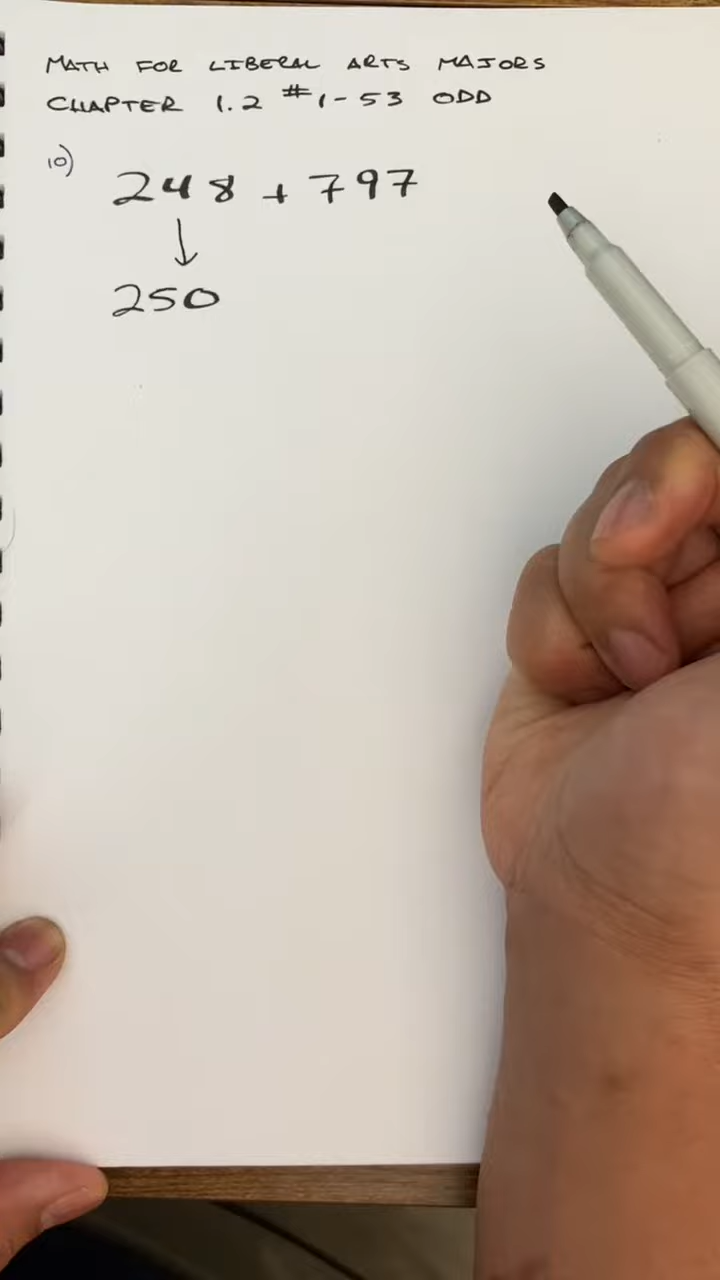 MATH FOR LIBERAL ARTS MAJORS
CHAPTER 1.2 #1-53 ODD
10) 248 + 797
↓
250